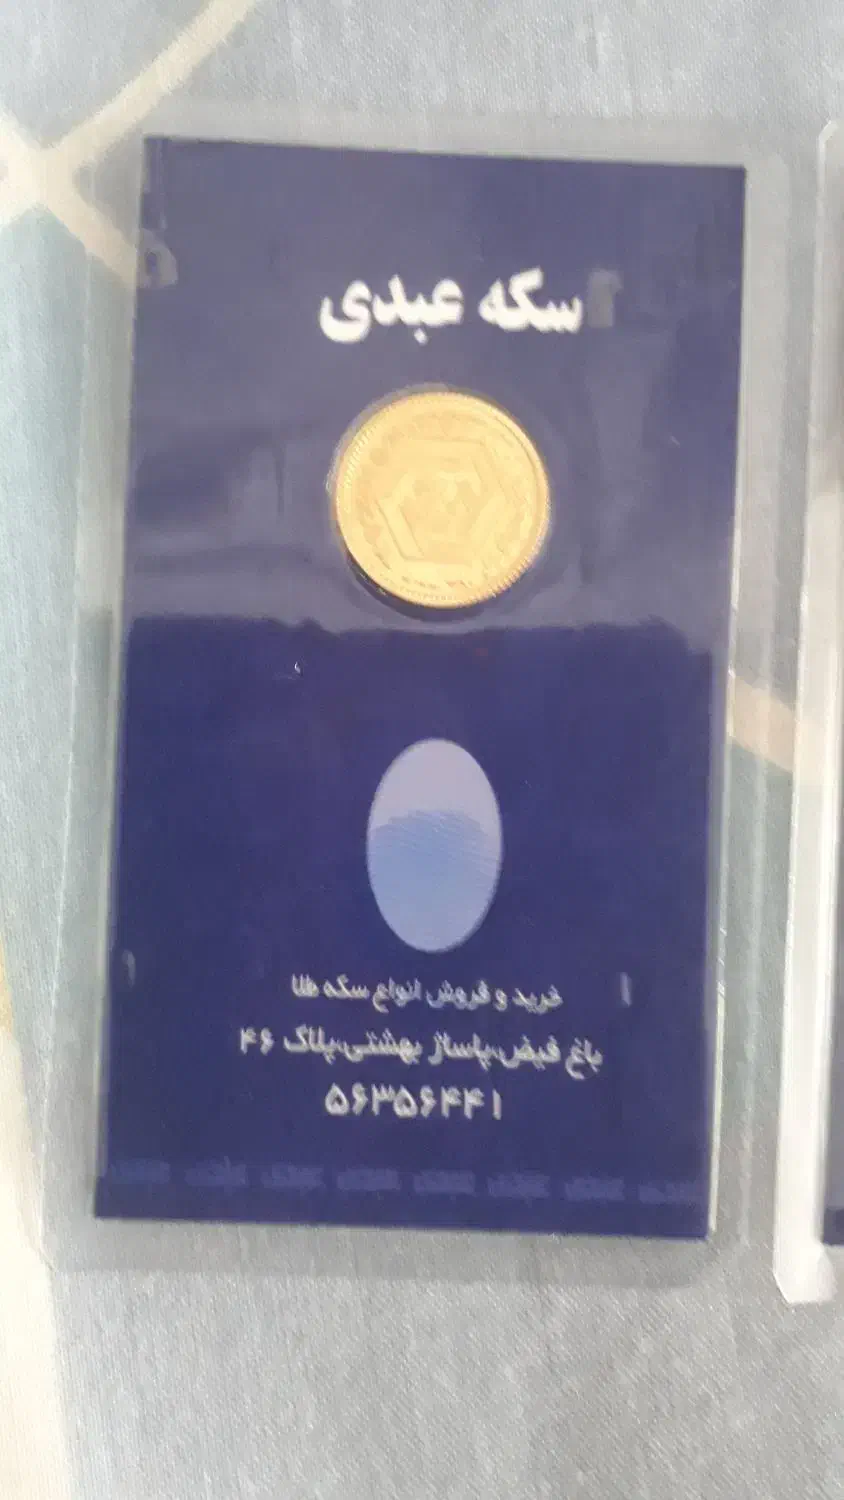 سکه عبدی
خرید و فروش انواع سکه طلا
باغ فیض،پاساژ بهشتی،پلاک ۴۶
۵۶۳۵۶۴۴۱